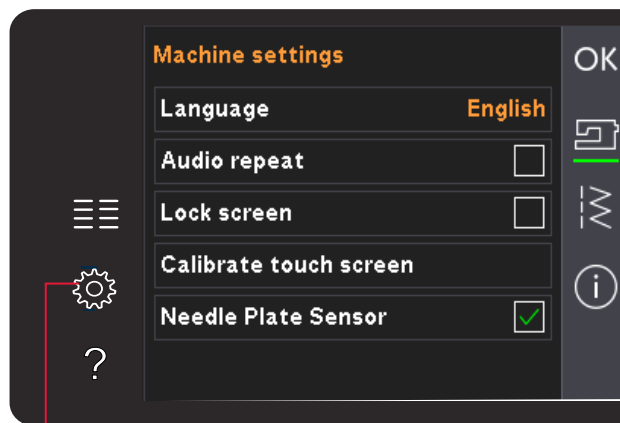 Machine settings
OK
Language English
Audio repeat
Lock screen
Calibrate touch screen
Needle Plate Sensor
?